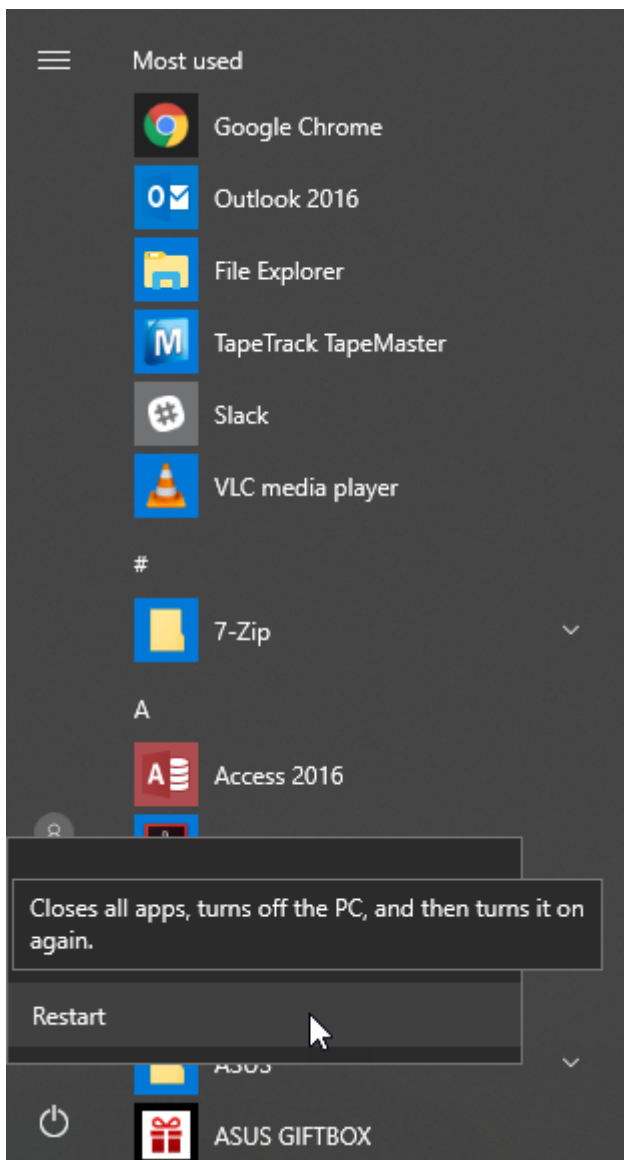 Most used
Google Chrome
Outlook 2016
File Explorer
TapeTrack TapeMaster
Slack
VLC media player
#
7-Zip
A
Access 2016
Closes all apps, turns off the PC, and then turns it on
again.
Restart
ASUS
ASUS GIFTBOX